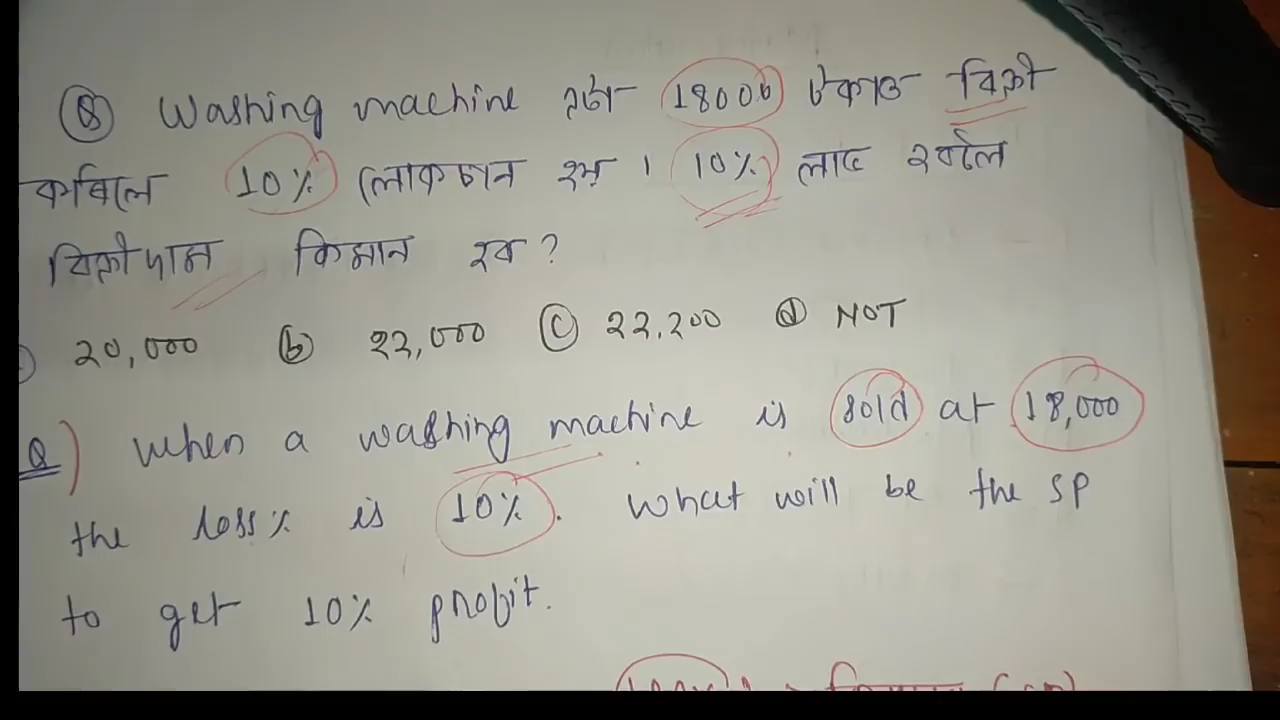 Q Washing machine এটা 18000 টকাত বিক্ৰী
কৰিলে 10% লোকচান হয় । 10% লাভ হ'বলৈ
বিক্ৰী দাম কিমান হব ?
20,000 (b) 22,000 (c) 22,200 (d) NOT
Q) When a washing machine is sold at 18,000
the loss% is 10%. What will be the SP
to get 10% profit.